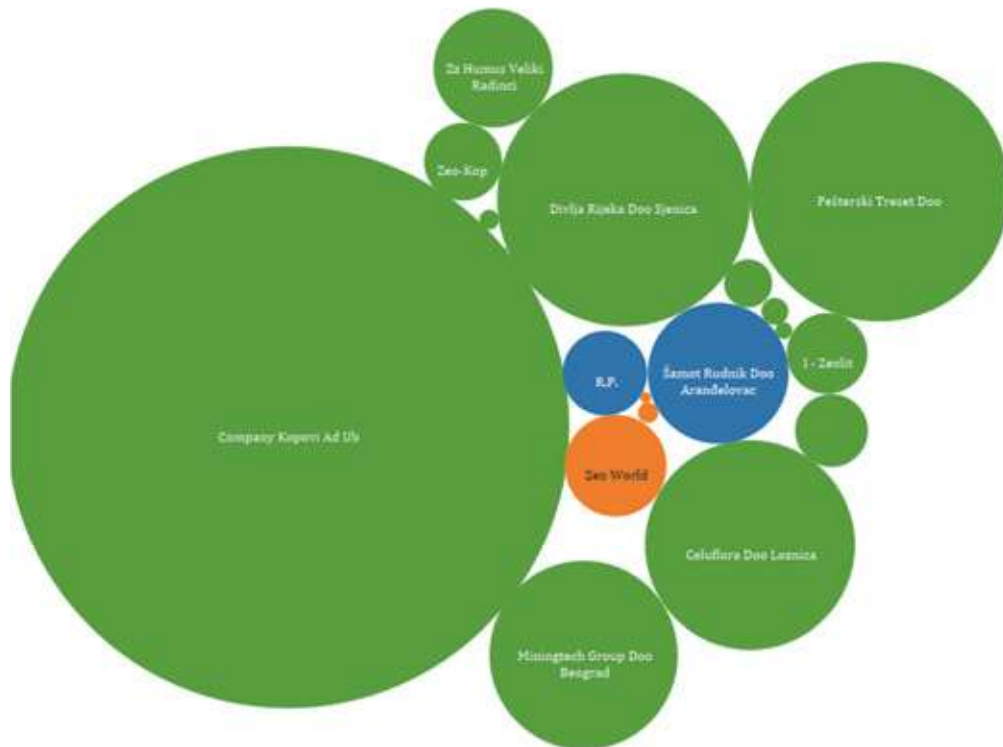 Za Humus Veliki
Radinci
Zeo-Kop
Divlja Rijeka Doo Sjenica
Pešterski Treset Doo
R.P.
Šamot Rudnik Doo
Aranđelovac
1 - Zeolit
Company Kopovi Ad Ub
Zeo World
Celuflora Doo Loznica
Miningtech Group Doo
Beograd